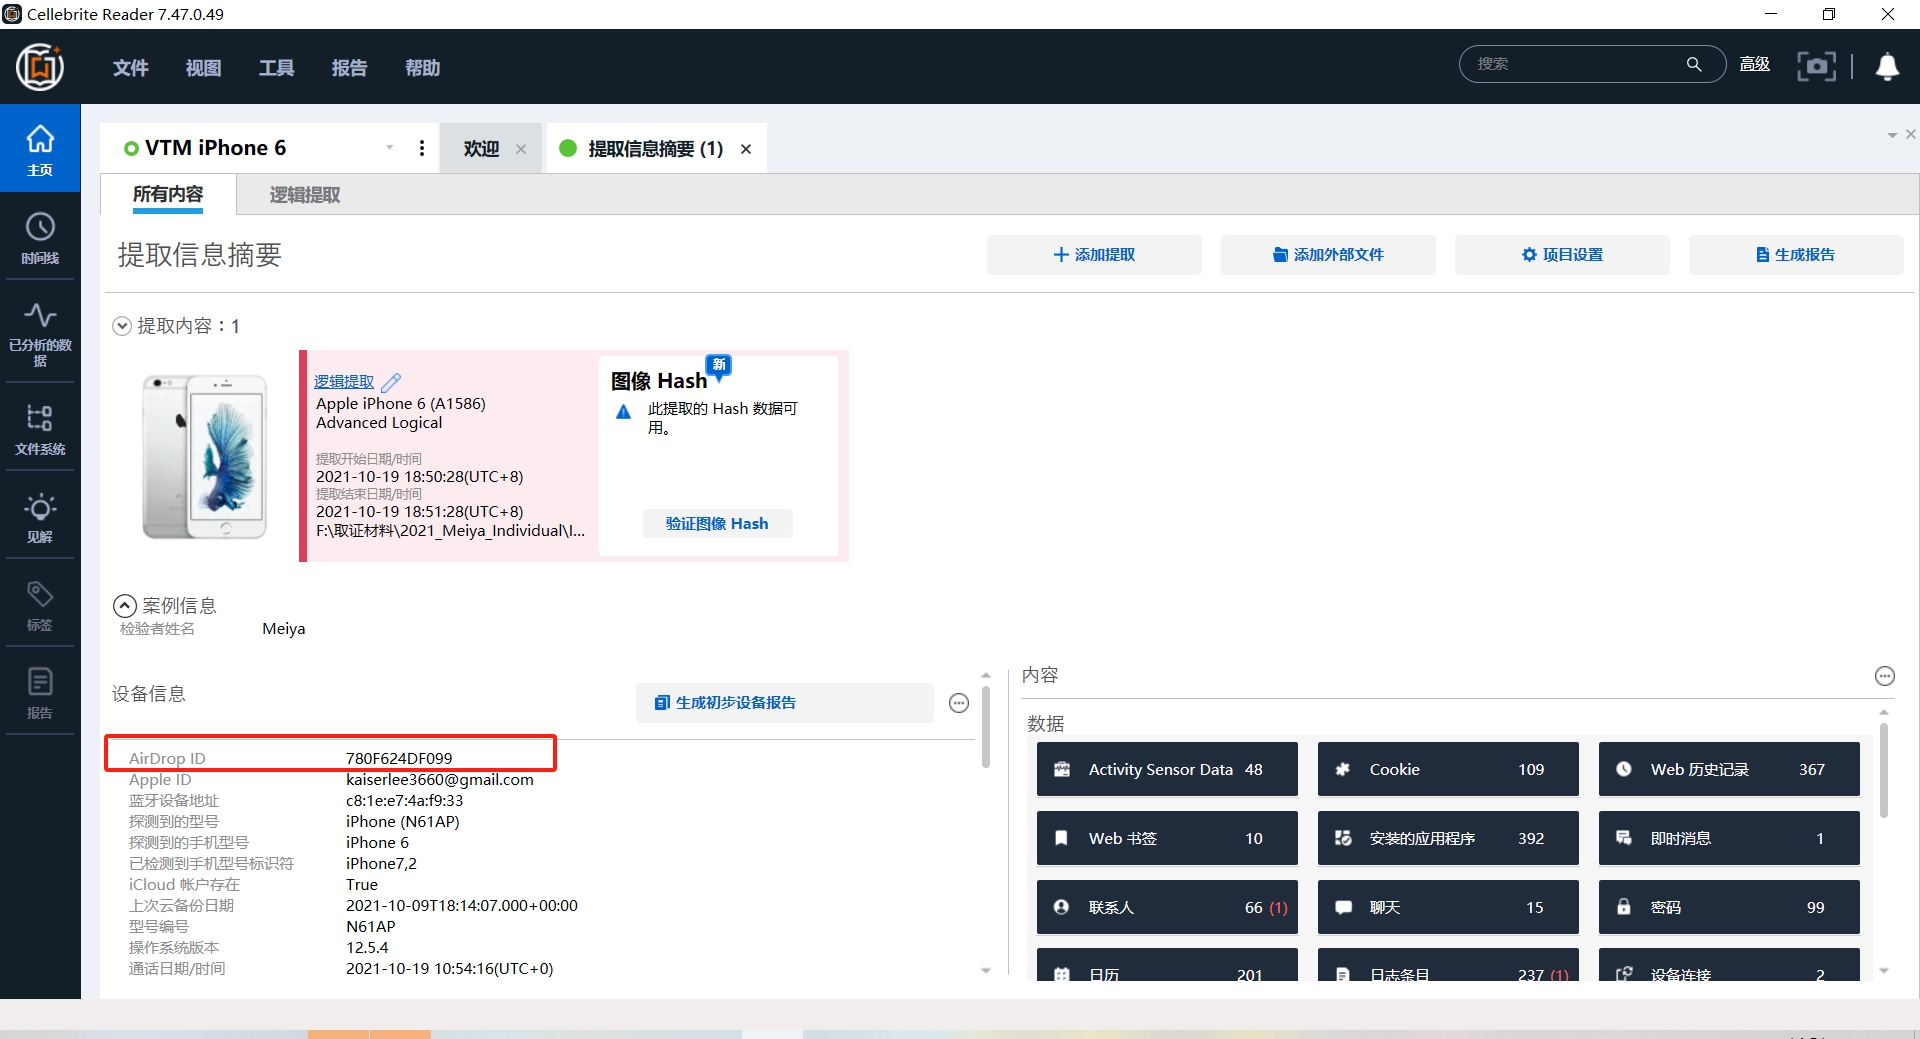 Cellebrite Reader 7.47.0.49
文件 视图 工具 报告 帮助
搜索 高级
主页
时间线
已分析的数据
文件系统
见解
标签
报告
VTM iPhone 6 欢迎 提取信息摘要 (1)
所有内容 逻辑提取
提取信息摘要
添加提取 添加外部文件 项目设置 生成报告
提取内容：1
逻辑提取
Apple iPhone 6 (A1586)
Advanced Logical
提取开始日期/时间
2021-10-19 18:50:28(UTC+8)
提取结束日期/时间
2021-10-19 18:51:28(UTC+8)
F:\取证材料\2021_Meiya_Individual\I...
新
图像 Hash
此提取的 Hash 数据可
用。
验证图像 Hash
案例信息
检验者姓名 Meiya
设备信息
生成初步设备报告
AirDrop ID 780F624DF099
Apple ID kaiserlee3660@gmail.com
蓝牙设备地址 c8:1e:e7:4a:f9:33
探测到的型号 iPhone (N61AP)
探测到的手机型号 iPhone 6
已检测到手机型号标识符 iPhone7,2
iCloud 帐户存在 True
上次云备份日期 2021-10-09T18:14:07.000+00:00
型号编号 N61AP
操作系统版本 12.5.4
通话日期/时间 2021-10-19 10:54:16(UTC+0)
内容
数据
Activity Sensor Data 48 Cookie 109 Web 历史记录 367
Web 书签 10 安装的应用程序 392 即时消息 1
联系人 66 (1) 聊天 15 密码 99
日历 201 日志条目 237 (1) 设备连接 2